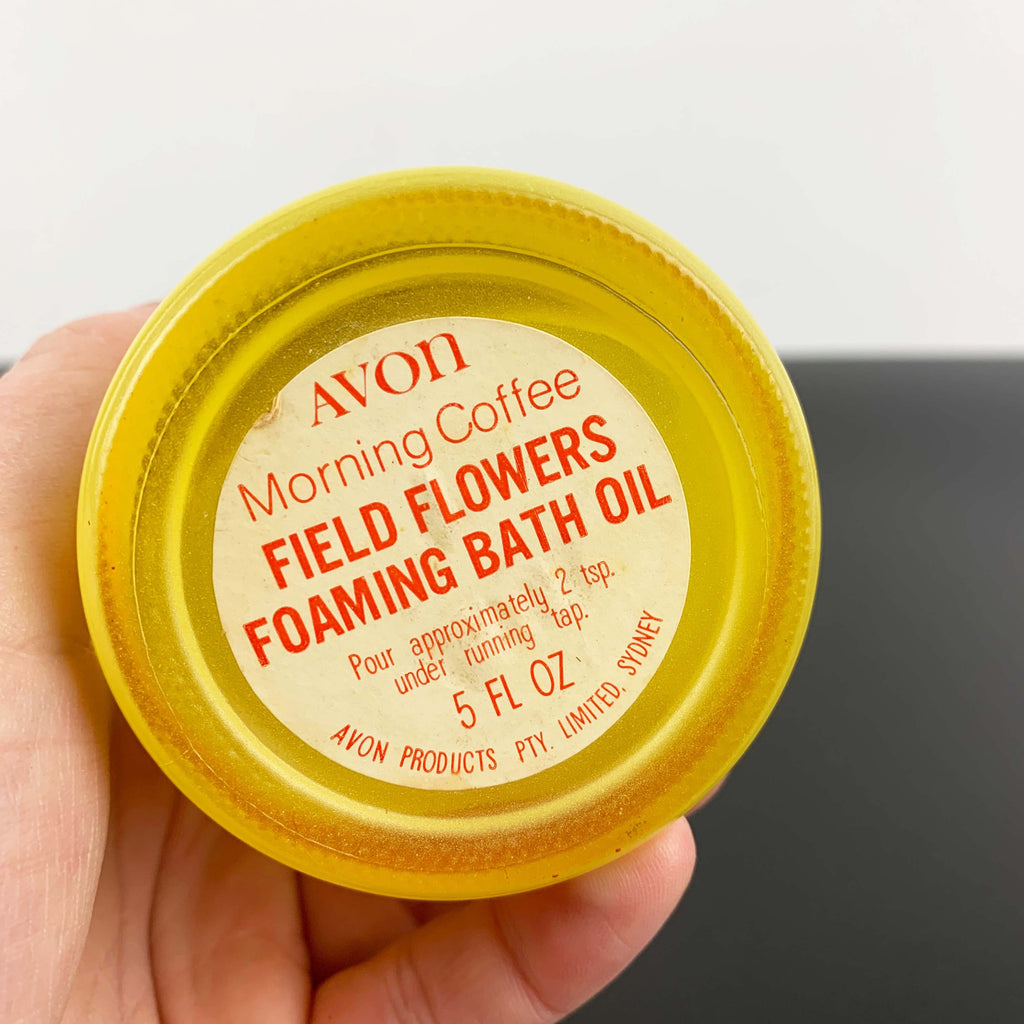 AVON
Morning Coffee
FIELD FLOWERS
FOAMING BATH OIL
Pour approximately 2 tsp.
under running tap.
5 FL OZ
AVON PRODUCTS PTY. LIMITED, SYDNEY